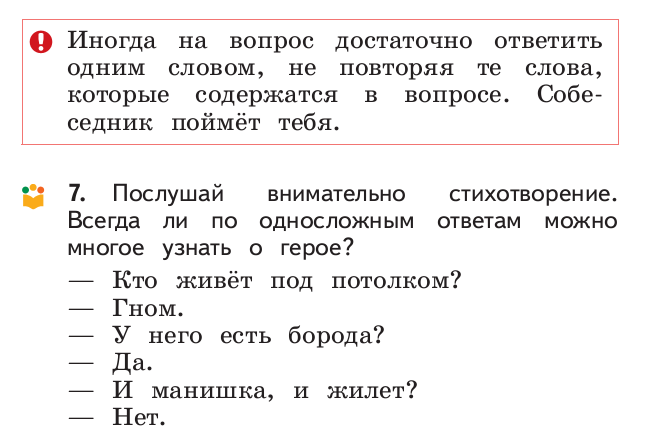 Иногда на вопрос достаточно ответить
одним словом, не повторяя те слова,
которые содержатся в вопросе. Собе-
седник поймёт тебя.
7. Послушай внимательно стихотворение.
Всегда ли по односложным ответам можно
многое узнать о герое?
— Кто живёт под потолком?
— Гном.
— У него есть борода?
— Да.
— И манишка, и жилет?
— Нет.